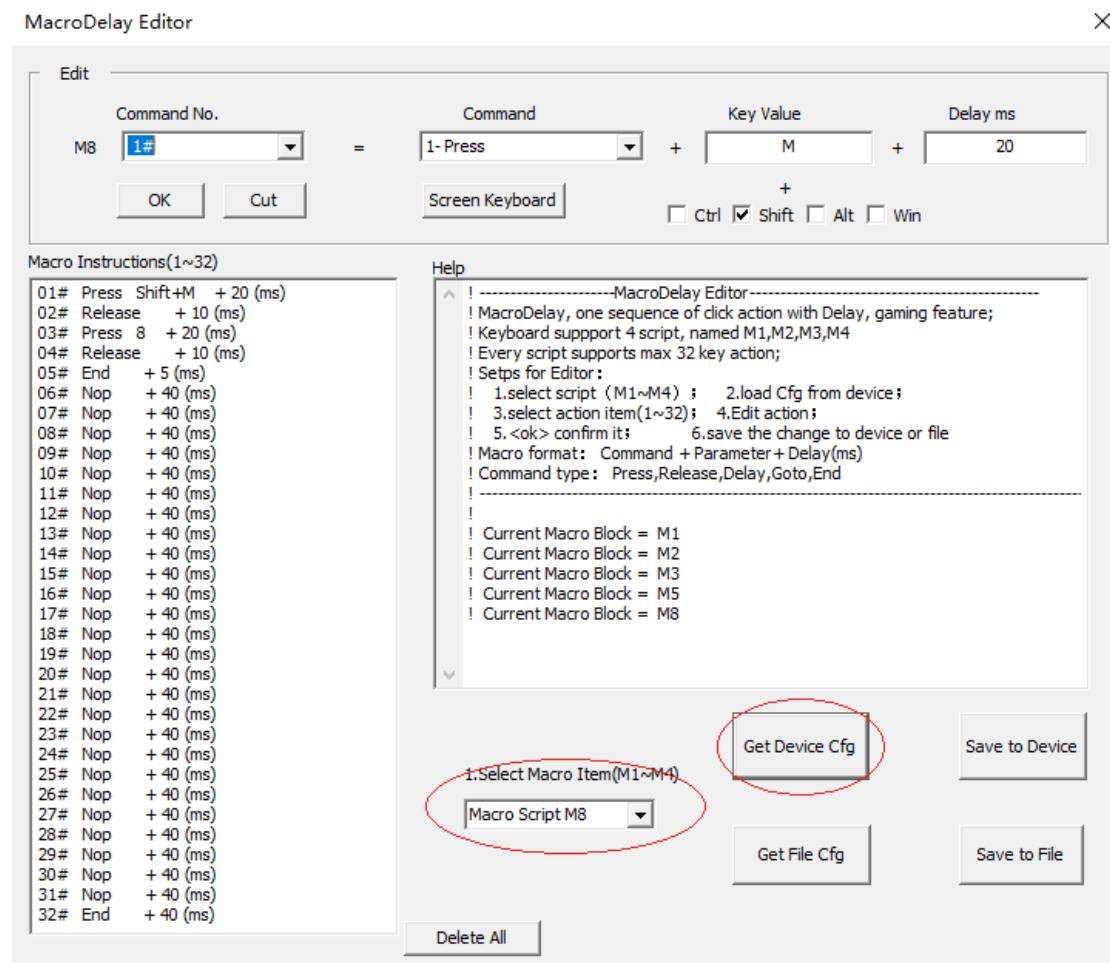 MacroDelay Editor
Edit
Command No. Command Key Value Delay ms
M8 1# = 1- Press + M + 20
OK Cut Screen Keyboard +
Ctrl Shift Alt Win
Macro Instructions(1~32)
01# Press Shift+M + 20 (ms)
02# Release + 10 (ms)
03# Press 8 + 20 (ms)
04# Release + 10 (ms)
05# End + 5 (ms)
06# Nop + 40 (ms)
07# Nop + 40 (ms)
08# Nop + 40 (ms)
09# Nop + 40 (ms)
10# Nop + 40 (ms)
11# Nop + 40 (ms)
12# Nop + 40 (ms)
13# Nop + 40 (ms)
14# Nop + 40 (ms)
15# Nop + 40 (ms)
16# Nop + 40 (ms)
17# Nop + 40 (ms)
18# Nop + 40 (ms)
19# Nop + 40 (ms)
20# Nop + 40 (ms)
21# Nop + 40 (ms)
22# Nop + 40 (ms)
23# Nop + 40 (ms)
24# Nop + 40 (ms)
25# Nop + 40 (ms)
26# Nop + 40 (ms)
27# Nop + 40 (ms)
28# Nop + 40 (ms)
29# Nop + 40 (ms)
30# Nop + 40 (ms)
31# Nop + 40 (ms)
32# End + 40 (ms)
Help
! ----------------------MacroDelay Editor----------------------------------------------
! MacroDelay, one sequence of click action with Delay, gaming feature;
! Keyboard suppport 4 script, named M1,M2,M3,M4
! Every script supports max 32 key action;
! Setps for Editor:
! 1.select script（M1~M4）; 2.load Cfg from device;
! 3.select action item(1~32); 4.Edit action;
! 5.<ok> confirm it; 6.save the change to device or file
! Macro format: Command + Parameter + Delay(ms)
! Command type: Press,Release,Delay,Goto,End
! ------------------------------------------------------------------------------------------------
!
! Current Macro Block = M1
! Current Macro Block = M2
! Current Macro Block = M3
! Current Macro Block = M5
! Current Macro Block = M8
Get Device Cfg Save to Device
1.Select Macro Item(M1~M4)
Macro Script M8
Get File Cfg Save to File
Delete All